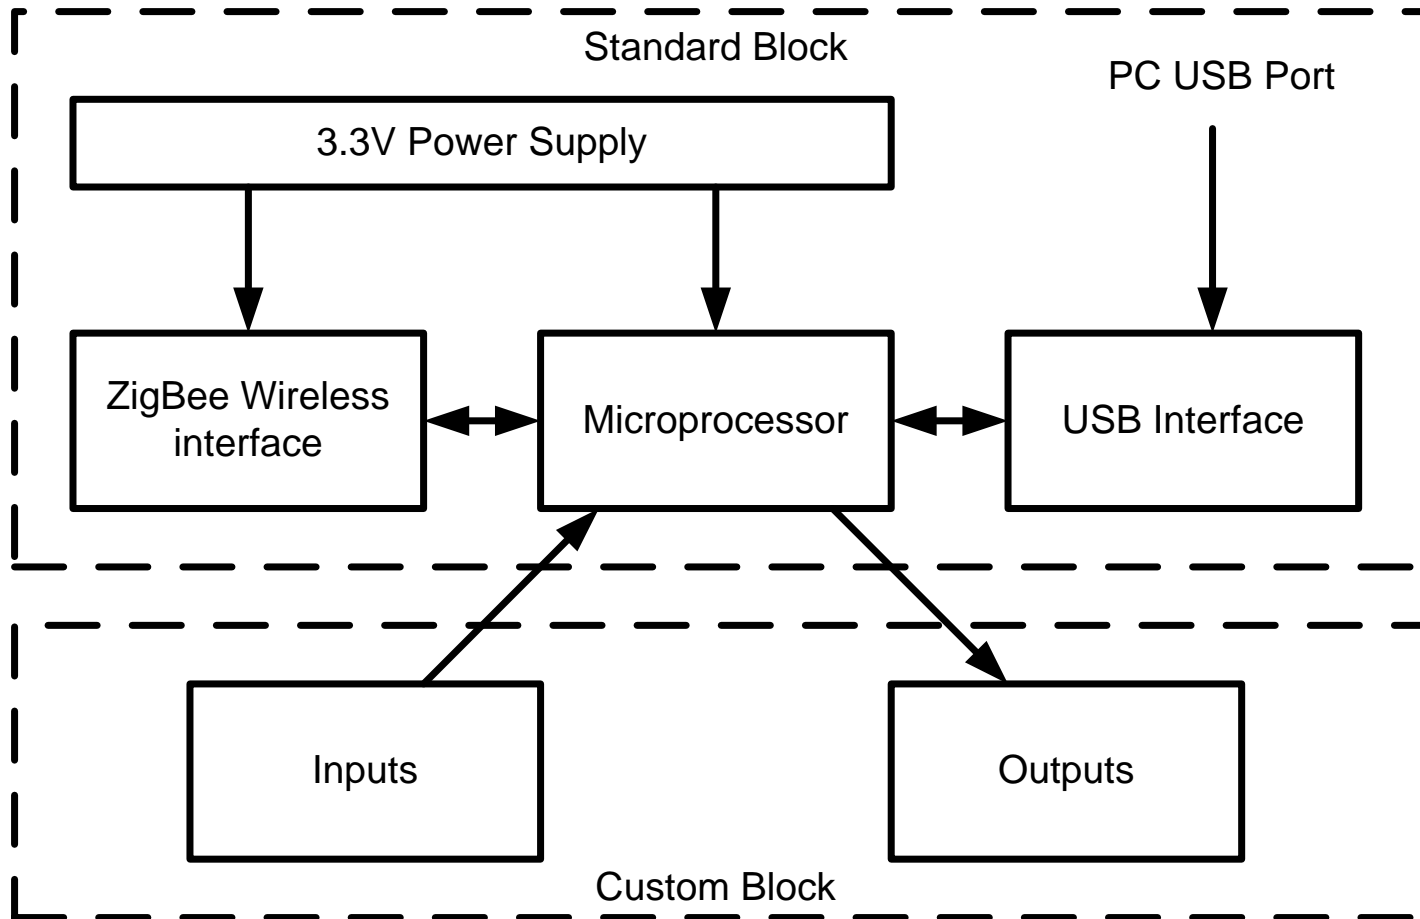 Standard Block
PC USB Port
3.3V Power Supply
ZigBee Wireless
interface
Microprocessor
USB Interface
Inputs
Outputs
Custom Block